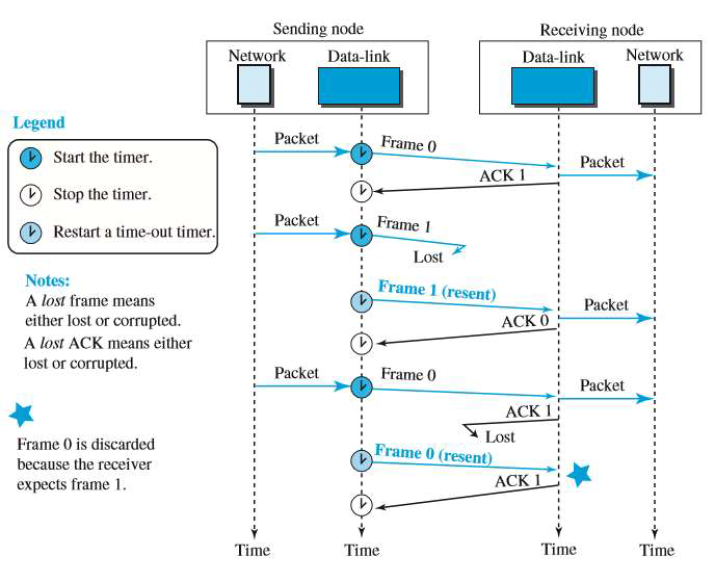 Sending node
Receiving node
Network
Data-link
Data-link
Network
Legend
Start the timer.
Stop the timer.
Restart a time-out timer.
Notes:
A lost frame means
either lost or corrupted.
A lost ACK means either
lost or corrupted.
Frame 0 is discarded
because the receiver
expects frame 1.
Packet
Frame 0
Packet
ACK 1
Packet
Frame 1
Lost
Frame 1 (resent)
Packet
ACK 0
Packet
Frame 0
Packet
ACK 1
Lost
Frame 0 (resent)
ACK 1
Time
Time
Time
Time